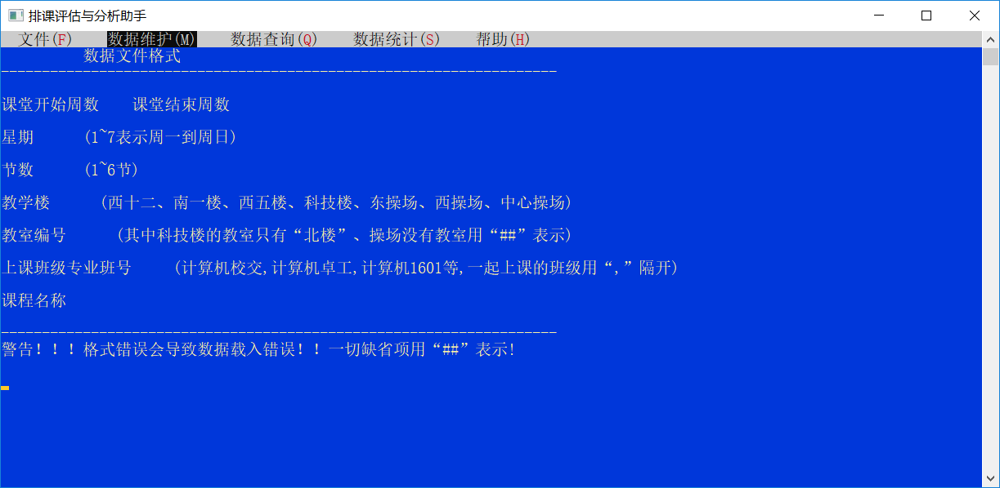 排课评估与分析助手
文件(F) 数据维护(M) 数据查询(Q) 数据统计(S) 帮助(H)
数据文件格式
--------------------------------------------------------------------
课堂开始周数 课堂结束周数
星期 (1~7表示周一到周日)
节数 (1~6节)
教学楼 (西十二、南一楼、西五楼、科技楼、东操场、西操场、中心操场)
教室编号 (其中科技楼的教室只有“北楼”、操场没有教室用“##”表示)
上课班级专业班号 (计算机校交,计算机卓工,计算机1601等,一起上课的班级用“,”隔开)
课程名称
--------------------------------------------------------------------
警告!!!格式错误会导致数据载入错误!!一切缺省项用“##”表示!